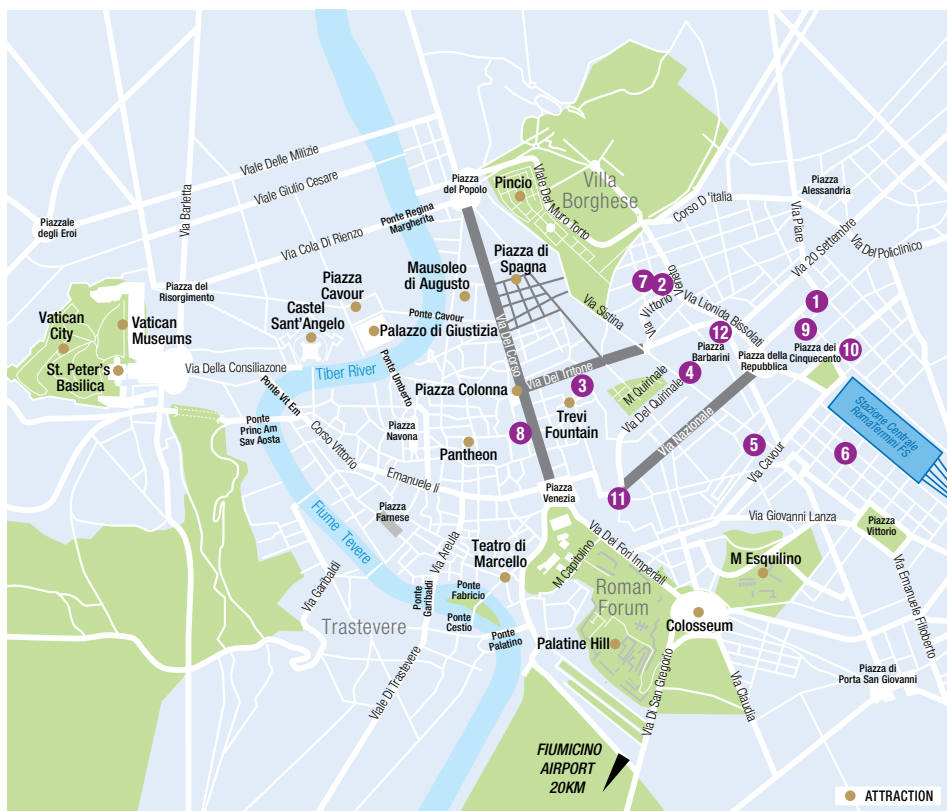 Viale Delle Milizie
Viale Giulio Cesare
Piazzale
degli Eroi
Via Barletta
Via Cola Di Rienzo
Ponte Regina
Margherita
Piazza
del Popolo
Pincio
Viale Del Muro Torto
Villa
Borghese
Corso D 'italia
Piazza
Alessandria
Via Piare
Via 20 Settembre
Via Del Policlinico
Piazza del
Risorgimento
Piazza
Cavour
Mausoleo
di Augusto
Piazza di
Spagna
Castel
Sant'Angelo
Palazzo di Giustizia
Ponte Cavour
Vatican
City
Vatican
Museums
St. Peter's
Basilica
Via Della Consiliazone
Tiber River
Ponte Umberto
Via Del Corso
Via Sistina
Via Vittorio Vaneto
Via Lionida Bissolati
7
2
1
9
12
10
Piazza
Barbarini
Piazza della
Repubblica
Piazza dei
Cinquecento
4
M Quirinale
Via Del Quirinale
Via Del Tritone
3
Piazza Colonna
Trevi
Fountain
8
Via Nazionale
5
6
Via Cavour
Stazione Centrale
RomaTermini FS
Ponte Vit Em
Ponte
Princ Am
Sav Aosta
Corso Vittorio
Emanuele Ii
Piazza
Navona
Pantheon
Piazza
Farnese
Piazza
Venezia
11
Via Giovanni Lanza
Piazza
Vittorio
Via Emanuele Filioberto
Fiume Tevere
Via Areula
Teatro di
Marcello
M Capitolino
Via Dei Fori Imperiali
M Esquilino
Roman
Forum
Colosseum
Via Garibaldi
Ponte
Garibaldi
Ponte
Fabricio
Ponte
Cestio
Ponte
Palatino
Trastevere
Palatine Hill
Viale Di Trastevere
Via Di San Gregorio
Via Claudia
Piazza di
Porta San Giovanni
FIUMICINO
AIRPORT
20KM
ATTRACTION